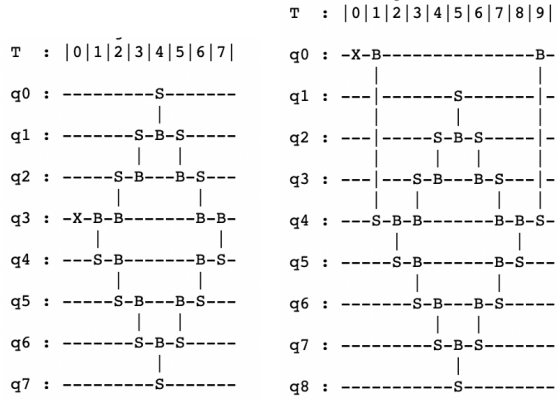 T  : |0|1|2|3|4|5|6|7|
q0 : ---------S-------
              |
q1 : -------S-B-S-----
            |   |
q2 : -----S-B---B-S---
          |       |
q3 : -X-B-B-------B-B-
        |           |
q4 : ---S-B-------B-S-
          |       |
q5 : -----S-B---B-S---
            |   |
q6 : -------S-B-S-----
              |
q7 : ---------S-------
T  : |0|1|2|3|4|5|6|7|8|9|
q0 : -X-B---------------B-
        |               |
q1 : ---|-------S-------|-
        |       |       |
q2 : ---|-----S-B-S-----|-
        |     |   |     |
q3 : ---|---S-B---B-S---|-
        |   |       |   |
q4 : ---S-B-B-------B-B-S-
          |           |
q5 : -----S-B-------B-S---
            |       |
q6 : -------S-B---B-S-----
              |   |
q7 : ---------S-B-S-------
                |
q8 : -----------S---------